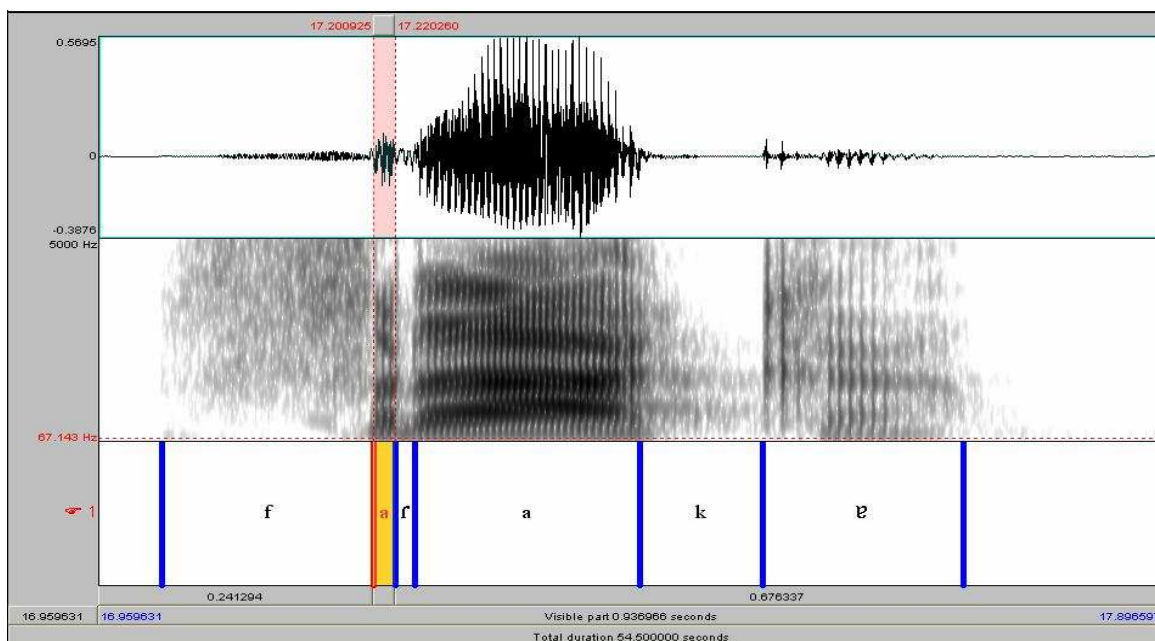 17.200925 17.220260
0.5695
0
-0.3876
5000 Hz
67.143 Hz
☞ 1 f a ɾ a k ɐ
0.241294 0.676337
16.959631 16.959631 Visible part 0.936966 seconds 17.896597
Total duration 54.500000 seconds